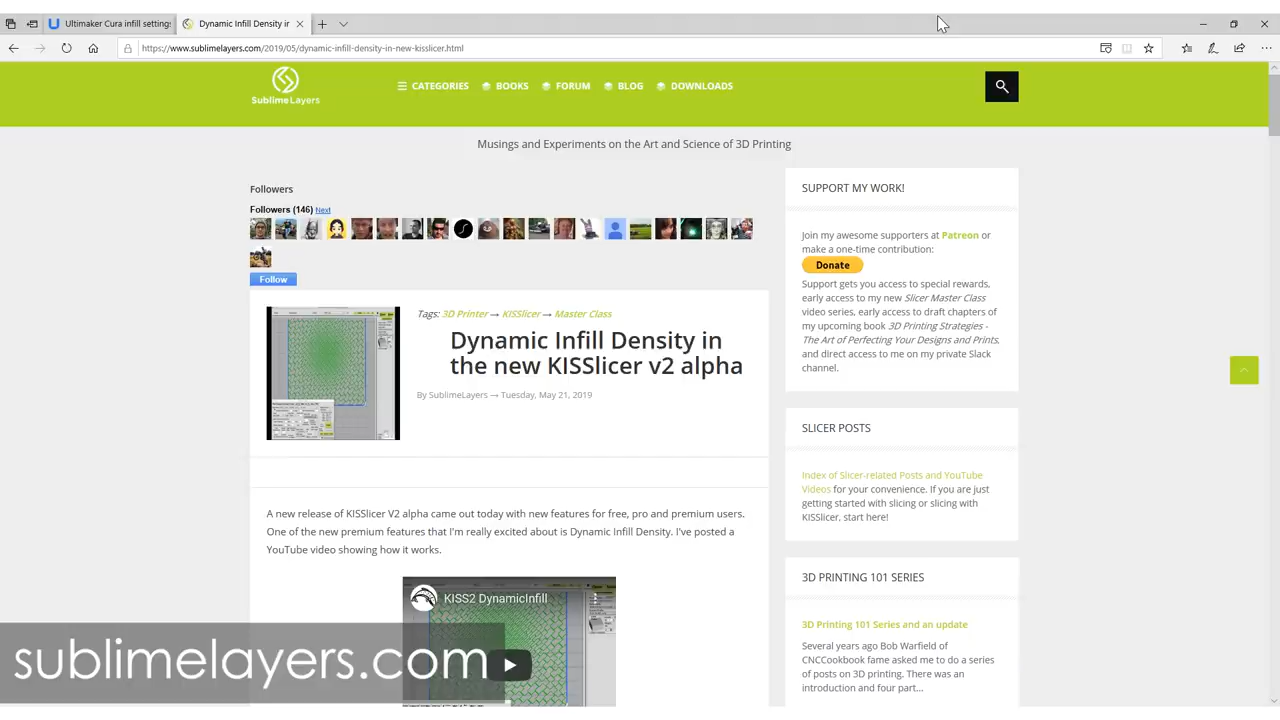 Ultimaker Cura infill setting:
Dynamic Infill Density in
https://www.sublimelayers.com/2019/05/dynamic-infill-density-in-new-kisslicer.html
SublimeLayers
CATEGORIES
BOOKS
FORUM
BLOG
DOWNLOADS
Musings and Experiments on the Art and Science of 3D Printing
Followers
Followers (146) Next
Follow
Tags: 3D Printer → KISSlicer → Master Class
Dynamic Infill Density in
the new KISSlicer v2 alpha
By SublimeLayers → Tuesday, May 21, 2019
A new release of KISSlicer V2 alpha came out today with new features for free, pro and premium users.
One of the new premium features that I'm really excited about is Dynamic Infill Density. I've posted a
YouTube video showing how it works.
KISS2 DynamicInfill
SUPPORT MY WORK!
Join my awesome supporters at Patreon or
make a one-time contribution:
Donate
Support gets you access to special rewards,
early access to my new Slicer Master Class
video series, early access to draft chapters of
my upcoming book 3D Printing Strategies -
The Art of Perfecting Your Designs and Prints,
and direct access to me on my private Slack
channel.
SLICER POSTS
Index of Slicer-related Posts and YouTube
Videos for your convenience. If you are just
getting started with slicing or slicing with
KISSlicer, start here!
3D PRINTING 101 SERIES
3D Printing 101 Series and an update
Several years ago Bob Warfield of
CNCCookbook fame asked me to do a series
of posts on 3D printing. There was an
introduction and four part...
sublimelayers.com